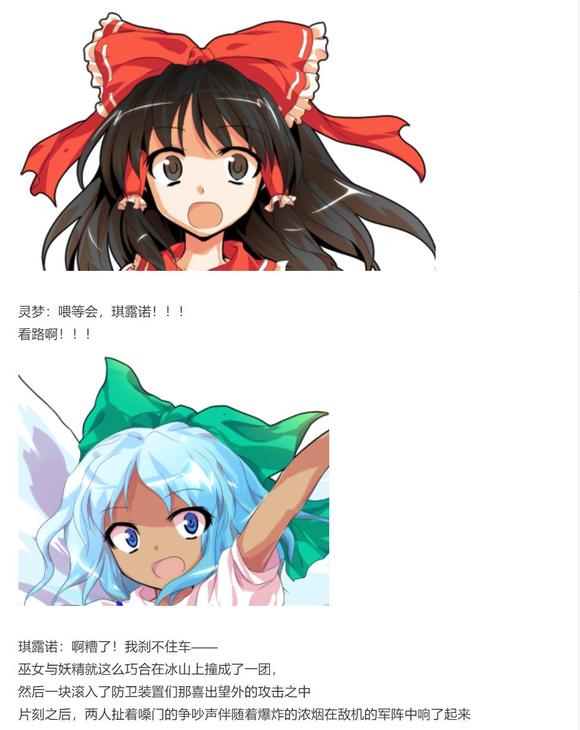 灵梦：喂等会，琪露诺！！！
看路啊！！！
琪露诺：啊糟了！我刹不住车——
巫女与妖精就这么巧合在冰山上撞成了一团，
然后一块滚入了防卫装置们那喜出望外的攻击之中
片刻之后，两人扯着嗓门的争吵声伴随着爆炸的浓烟在敌机的军阵中响了起来